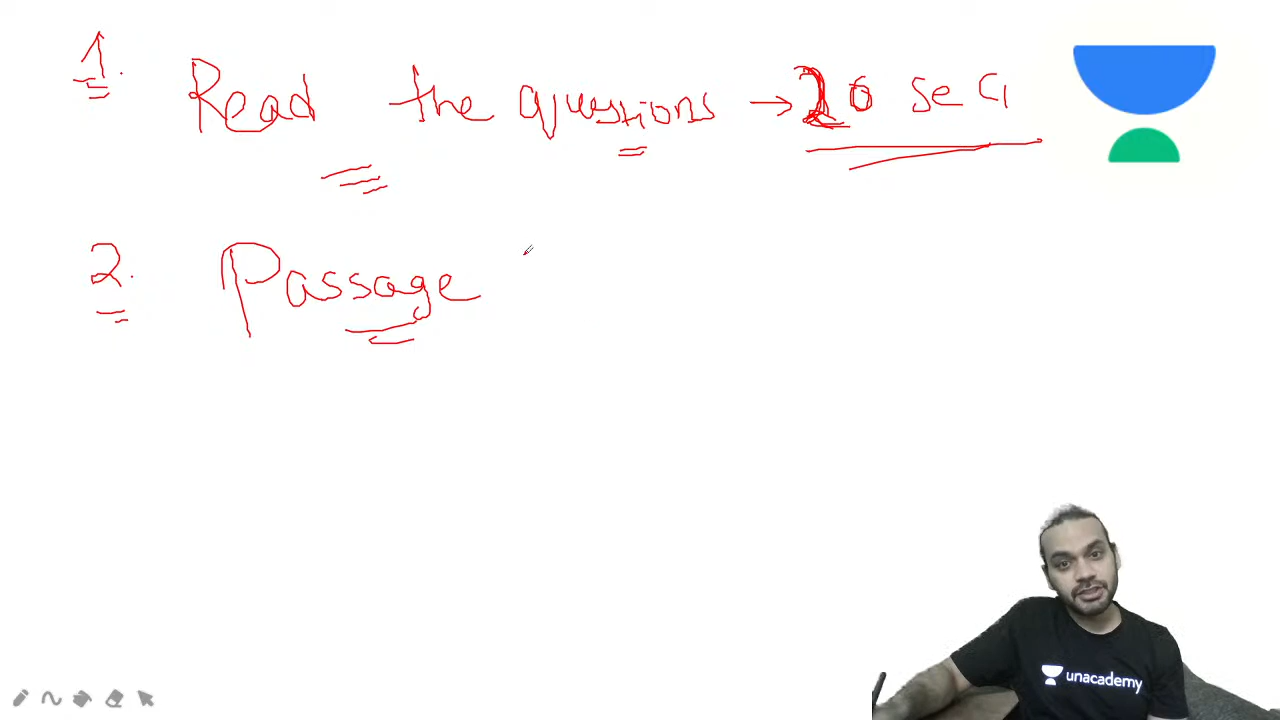 1. Read the questions → 20 sec
2. Passage
unacademy